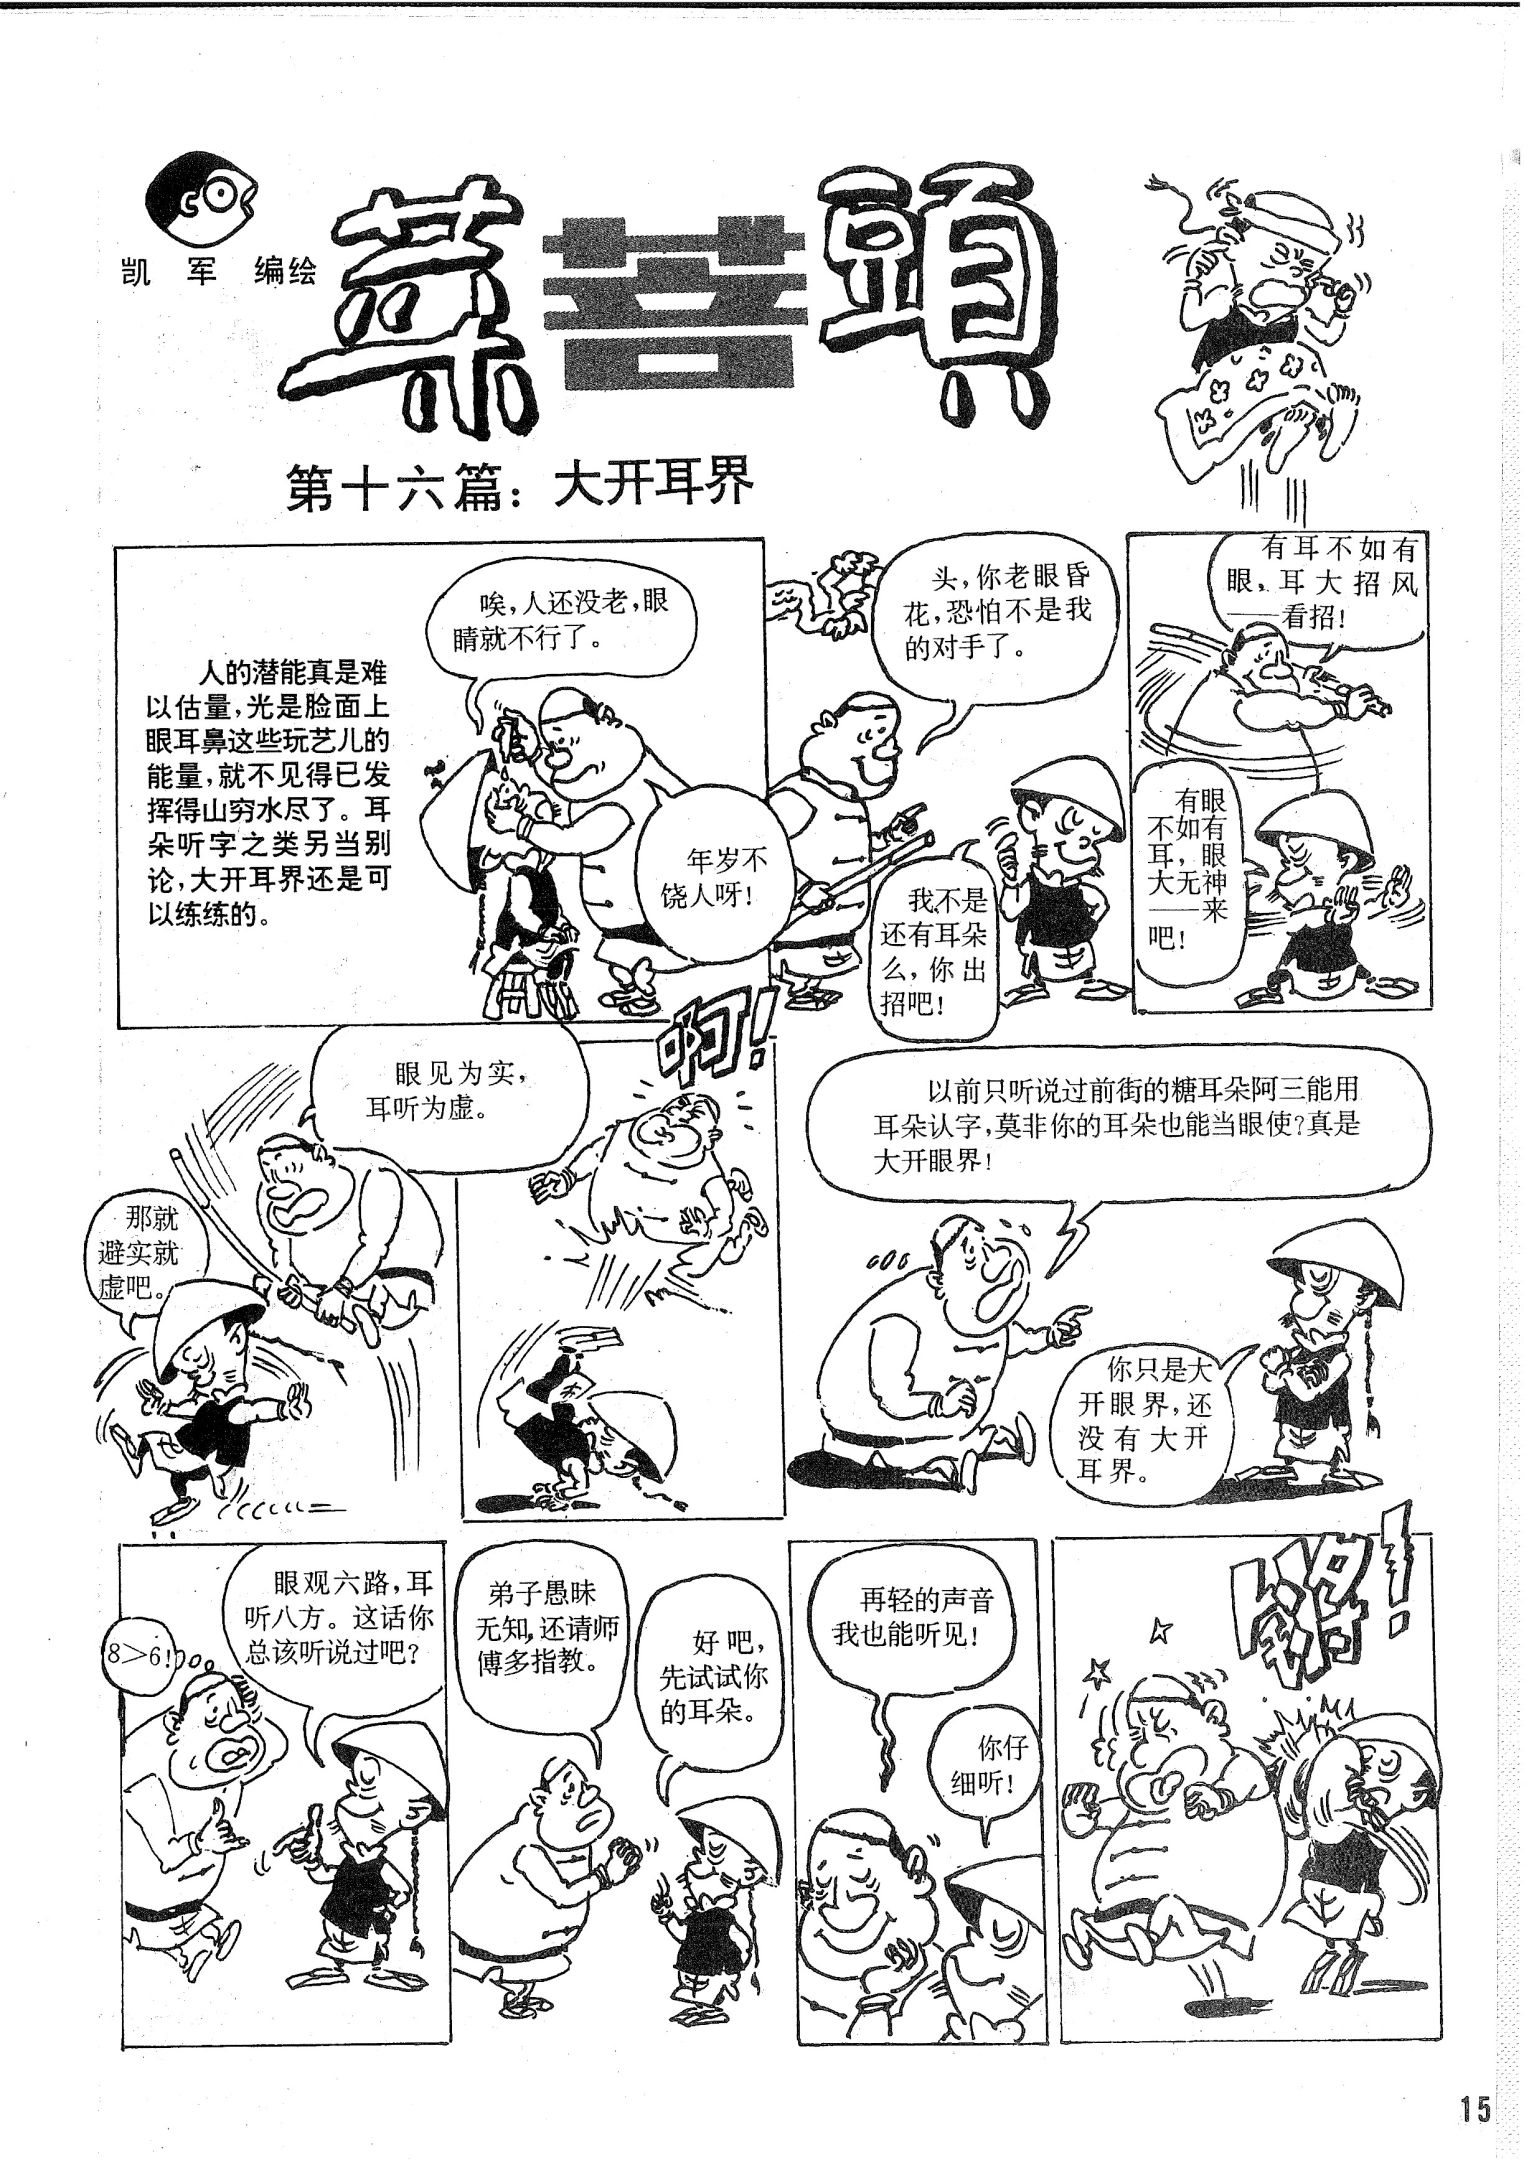 凯军 编绘
菜善頭
第十六篇：大开耳界
人的潜能真是难
以估量，光是脸面上
眼耳鼻这些玩艺儿的
能量，就不见得已发
挥得山穷水尽了。耳
朵听字之类另当别
论，大开耳界还是可
以练练的。
唉，人还没老，眼
睛就不行了。
年岁不
饶人呀！
头，你老眼昏
花，恐怕不是我
的对手了。
我不是
还有耳朵
么，你出
招吧！
有耳不如有
眼，耳大招风
——看招！
有眼
不如有
耳，眼
大无神
——来
吧！
眼见为实，
耳听为虚。
那就
避实就
虚吧。
啊！
以前只听说过前街的糖耳朵阿三能用
耳朵认字，莫非你的耳朵也能当眼使？真是
大开眼界！
你只是大
开眼界，还
没有大开
耳界。
8>6！
眼观六路，耳
听八方。这话你
总该听说过吧？
弟子愚昧
无知，还请师
傅多指教。
好吧，
先试试你
的耳朵。
再轻的声音
我也能听见！
你仔
细听！
锵！
15